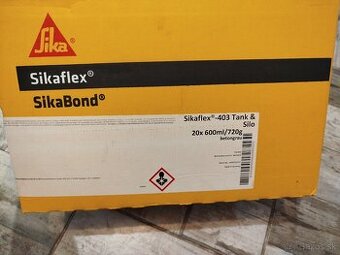 Sika
Sikaflex®
SikaBond®
Sikaflex®-403 Tank &
Silo
20x 600ml/720g
betongrau